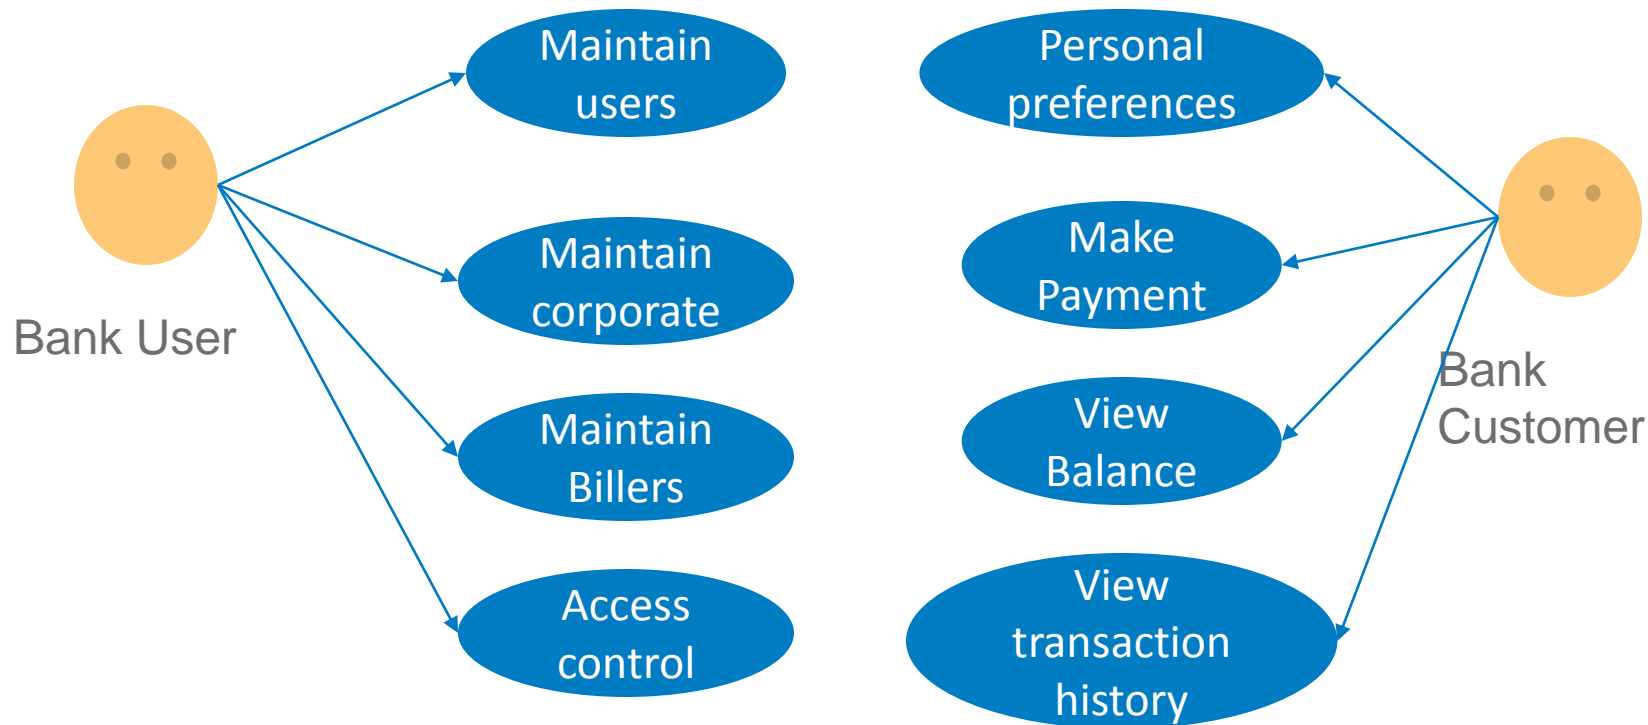 Maintain
users
Personal
preferences
Maintain
corporate
Make
Payment
Bank User
Bank
Customer
Maintain
Billers
View
Balance
Access
control
View
transaction
history